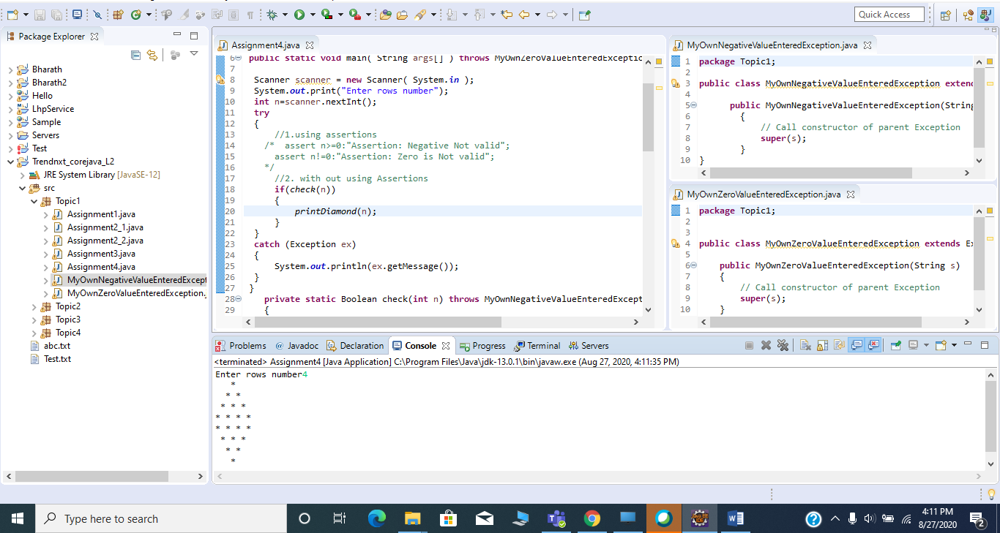 Quick Access
Package Explorer
Bharath
Bharath2
Hello
LhpService
Sample
Servers
Test
Trendnxt_corejava_L2
JRE System Library [JavaSE-12]
src
Topic1
Assignment1.java
Assignment2_1.java
Assignment2_2.java
Assignment3.java
Assignment4.java
MyOwnNegativeValueEnteredExcept
MyOwnZeroValueEnteredException.
Topic2
Topic3
Topic4
abc.txt
Test.txt
Assignment4.java
6 public static void main( String args[] ) throws MyOwnZeroValueEnteredExceptic
7
8 Scanner scanner = new Scanner( System.in );
9 System.out.print("Enter rows number");
10 int n=scanner.nextInt();
11 try
12 {
13 //1.using assertions
14 /* assert n>=0:"Assertion: Negative Not valid";
15 assert n!=0:"Assertion: Zero is Not valid";
16 */
17 //2. with out using Assertions
18 if(check(n))
19 {
20 printDiamond(n);
21 }
22 }
23 catch (Exception ex)
24 {
25 System.out.println(ex.getMessage());
26 }
27 }
28 private static Boolean check(int n) throws MyOwnNegativeValueEnteredExcept
29 {
MyOwnNegativeValueEnteredException.java
1 package Topic1;
2
3 public class MyOwnNegativeValueEnteredException extend
4
5 public MyOwnNegativeValueEnteredException(String
6 {
7 // Call constructor of parent Exception
8 super(s);
9 }
10 }
MyOwnZeroValueEnteredException.java
1 package Topic1;
2
3
4 public class MyOwnZeroValueEnteredException extends Ex
5
6 public MyOwnZeroValueEnteredException(String s)
7 {
8 // Call constructor of parent Exception
9 super(s);
10 }
Problems @ Javadoc Declaration Console Progress Terminal Servers
<terminated> Assignment4 [Java Application] C:\Program Files\Java\jdk-13.0.1\bin\javaw.exe (Aug 27, 2020, 4:11:35 PM)
Enter rows number4
*
* *
* * *
* * * *
* * * *
* * *
* *
*
Type here to search
4:11 PM
8/27/2020
2